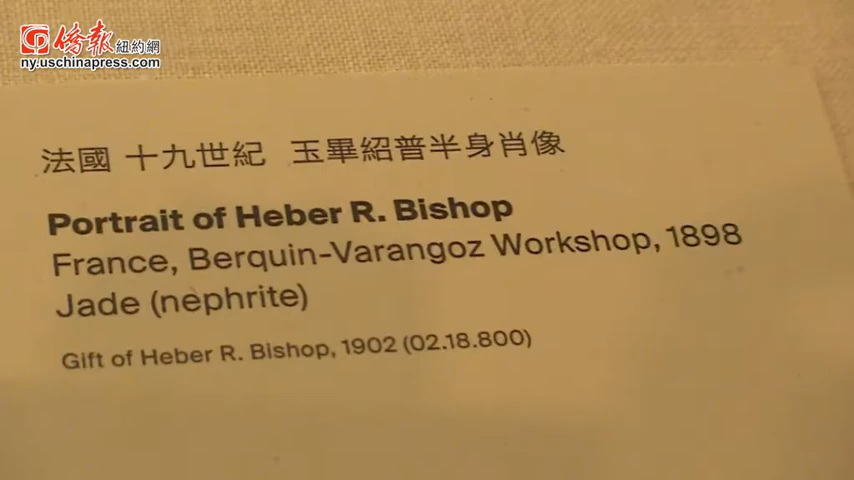 僑報 紐約網
ny.uschinapress.com
法國 十九世紀 玉畢紹普半身肖像
Portrait of Heber R. Bishop
France, Berquin-Varangoz Workshop, 1898
Jade (nephrite)
Gift of Heber R. Bishop, 1902 (02.18.800)